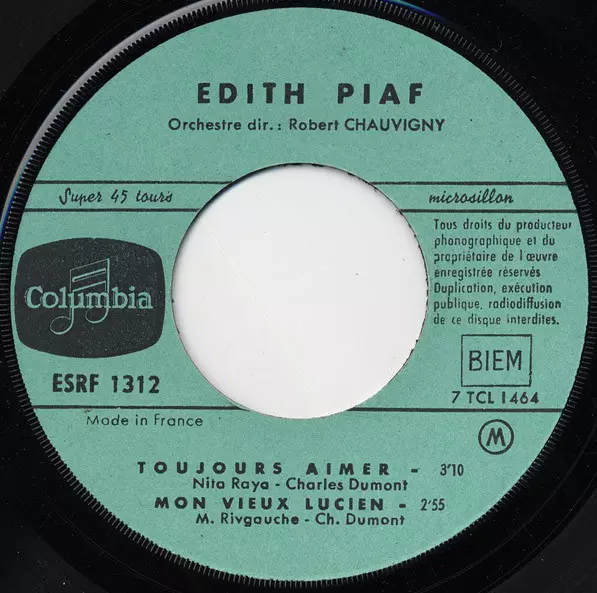 EDITH PIAF
Orchestre dir. : Robert CHAUVIGNY
Super 45 tours
microsillon
Tous droits du producteur
phonographique et du
propriétaire de l'œuvre
enregistrée réservés
Duplication, exécution
publique, radiodiffusion
de ce disque interdites.
Columbia
BIEM
ESRF 1312
7 TCL 1464
Made in France
M
TOUJOURS AIMER - 3'10
Nita Raya - Charles Dumont
MON VIEUX LUCIEN - 2'55
M. Rivgauche - Ch. Dumont